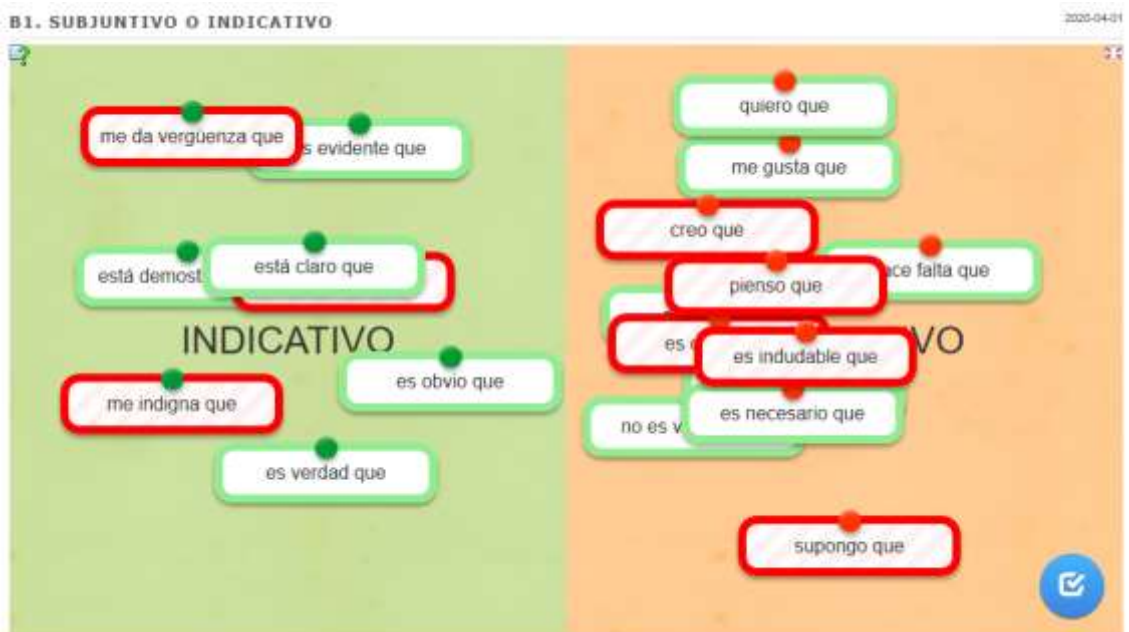 B1. SUBJUNTIVO O INDICATIVO
2020-04-01
me da vergüenza que
s evidente que
está demost
está claro que
INDICATIVO
es obvio que
me indigna que
es verdad que
quiero que
me gusta que
creo que
ace falta que
pienso que
es
es indudable que
VO
no es v
es necesario que
supongo que